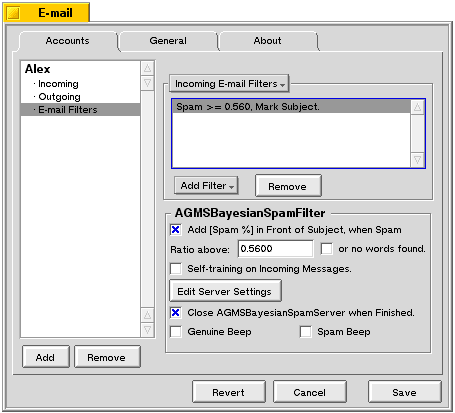 E-mail
Accounts
General
About
Alex
· Incoming
· Outgoing
· E-mail Filters
Incoming E-mail Filters
Spam >= 0.560, Mark Subject.
Add Filter
Remove
AGMSBayesianSpamFilter
Add [Spam %] in Front of Subject, when Spam
Ratio above: 0.5600 or no words found.
Self-training on Incoming Messages.
Edit Server Settings
Close AGMSBayesianSpamServer when Finished.
Genuine Beep
Spam Beep
Add
Remove
Revert
Cancel
Save